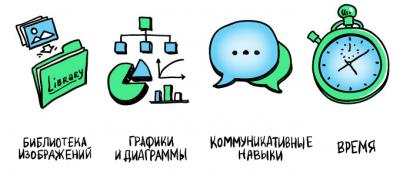 Library
БИБЛИОТЕКА
ИЗОБРАЖЕНИЙ
ГРАФИКИ
И ДИАГРАММЫ
КОММУНИКАТИВНЫЕ
НАВЫКИ
ВРЕМЯ